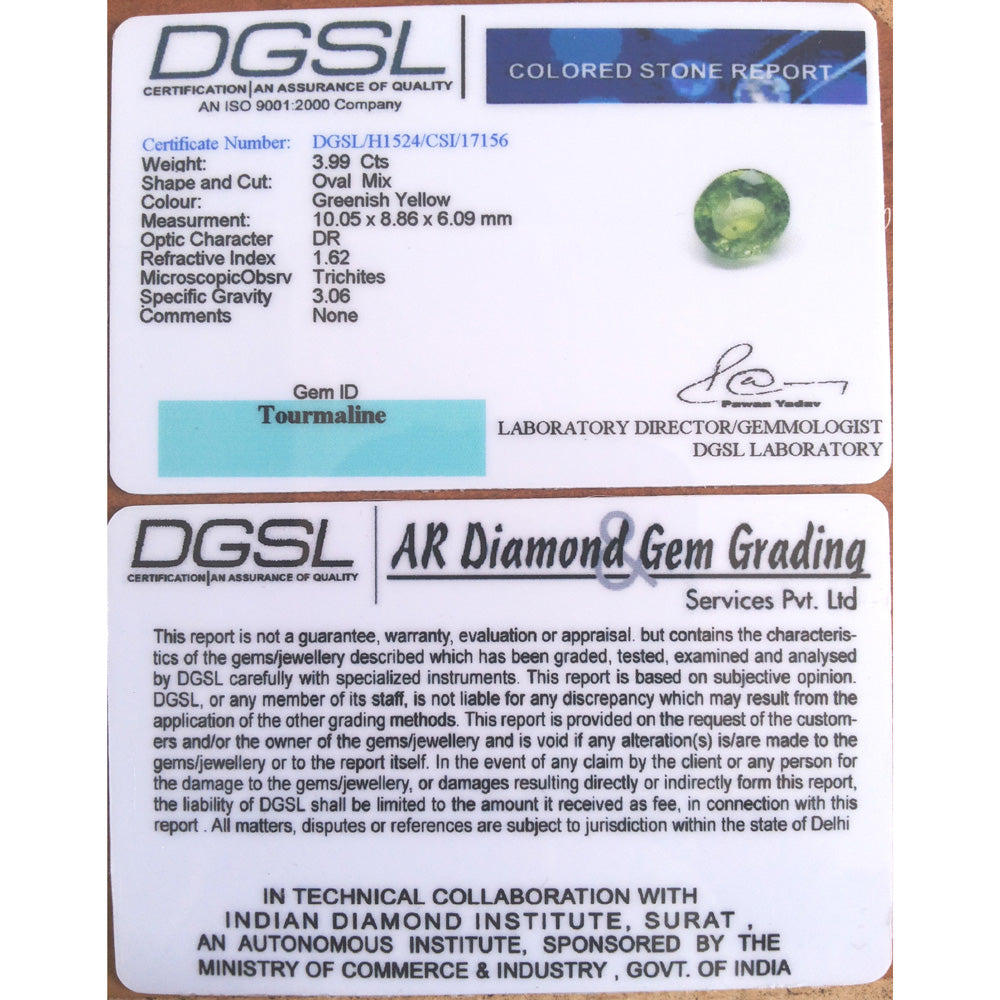 DGSL
CERTIFICATION|AN ASSURANCE OF QUALITY
AN ISO 9001:2000 Company
COLORED STONE REPORT
Certificate Number: DGSL/H1524/CSI/17156
Weight: 3.99 Cts
Shape and Cut: Oval Mix
Colour: Greenish Yellow
Measurment: 10.05 x 8.86 x 6.09 mm
Optic Character DR
Refractive Index 1.62
MicroscopicObsrv Trichites
Specific Gravity 3.06
Comments None
Gem ID
Tourmaline
Pawan Yadav
LABORATORY DIRECTOR/GEMMOLOGIST
DGSL LABORATORY
DGSL
CERTIFICATION|AN ASSURANCE OF QUALITY
AR Diamond & Gem Grading
Services Pvt. Ltd
This report is not a guarantee, warranty, evaluation or appraisal. but contains the characteris-
tics of the gems/jewellery described which has been graded, tested, examined and analysed
by DGSL carefully with specialized instruments. This report is based on subjective opinion.
DGSL, or any member of its staff, is not liable for any discrepancy which may result from the
application of the other grading methods. This report is provided on the request of the custom-
ers and/or the owner of the gems/jewellery and is void if any alteration(s) is/are made to the
gems/jewellery or to the report itself. In the event of any claim by the client or any person for
the damage to the gems/jewellery, or damages resulting directly or indirectly form this report,
the liability of DGSL shall be limited to the amount it received as fee, in connection with this
report . All matters, disputes or references are subject to jurisdiction within the state of Delhi
IN TECHNICAL COLLABORATION WITH
INDIAN DIAMOND INSTITUTE, SURAT ,
AN AUTONOMOUS INSTITUTE, SPONSORED BY THE
MINISTRY OF COMMERCE & INDUSTRY , GOVT. OF INDIA